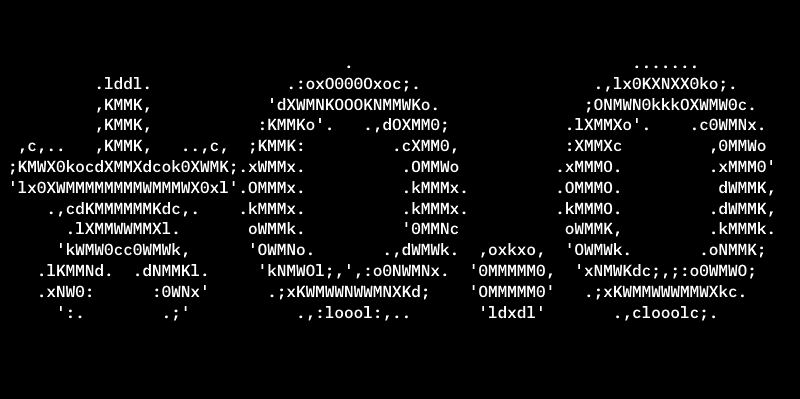 .                             .......
         .lddl.              .:oxO000Oxoc;.                  .,lx0KXNXX0ko;.
         ,KMMK,            'dXWMNKOOOKNMMWKo.               ;ONMWN0kkkOXWMW0c.
         ,KMMK,           :KMMKo'.   .,dOXMM0;            .lXMMXo'.    .c0WMNx.
 ,c,..   ,KMMK,   ..,c,  ;KMMK:         .cXMM0,           :XMMXc         ,0MMWo
;KMWX0kocdXMMXdcok0XWMK;.xWMMx.          .OMMWo          .xMMMO.         .xMMM0'
'lx0XWMMMMMMMMWMMMWX0xl'.OMMMx.          .kMMMx.         .OMMMO.          dWMMK,
    .,cdKMMMMMMKdc,.    .kMMMx.          .kMMMx.         .kMMMO.         .dWMMK,
      .lXMMWWMMXl.       oWMMk.          '0MMNc           oWMMK,         .kMMMk.
     'kWMW0cc0WMWk,      'OWMNo.       .,dWMWk.  ,oxkxo,  'OWMWk.       .oNMMK;
   .lKMMNd.  .dNMMKl.     'kNMWOl;,',:o0NWMNx.  '0MMMMM0,  'xNMWKdc;,;:o0WMWO;
   .xNW0:      :0WNx'      .;xKWMWWNWWMNXKd;    'OMMMMM0'   .;xKWMMWWWMMWXkc.
     ':.        .;'           .,:loool:,..       'ldxdl'       .,clooolc;.